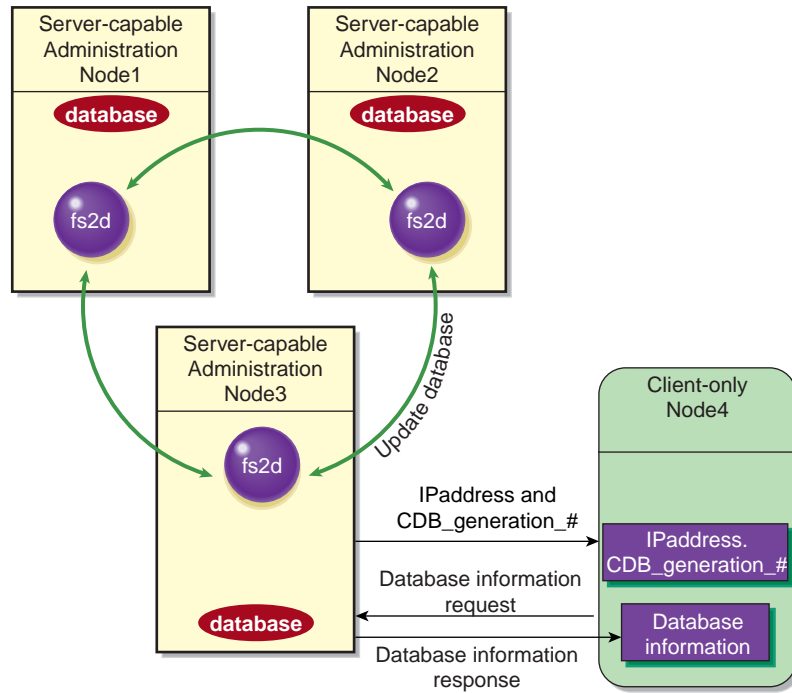 Server-capable
Administration
Node1
database
fs2d
Server-capable
Administration
Node2
database
fs2d
Update database
Server-capable
Administration
Node3
fs2d
database
IPaddress and
CDB_generation_#
Database information
request
Database information
response
Client-only
Node4
IPaddress.
CDB_generation_#
Database
information